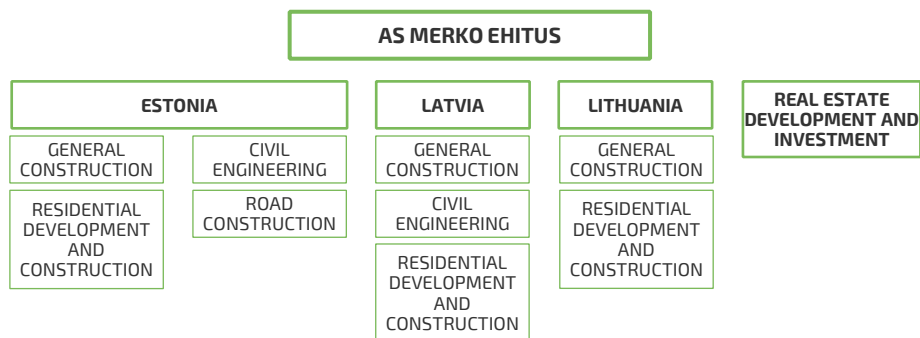 AS MERKO EHITUS
ESTONIA
GENERAL
CONSTRUCTION
RESIDENTIAL
DEVELOPMENT
AND
CONSTRUCTION
CIVIL
ENGINEERING
ROAD
CONSTRUCTION
LATVIA
GENERAL
CONSTRUCTION
CIVIL
ENGINEERING
RESIDENTIAL
DEVELOPMENT
AND
CONSTRUCTION
LITHUANIA
GENERAL
CONSTRUCTION
RESIDENTIAL
DEVELOPMENT
AND
CONSTRUCTION
REAL ESTATE
DEVELOPMENT AND
INVESTMENT